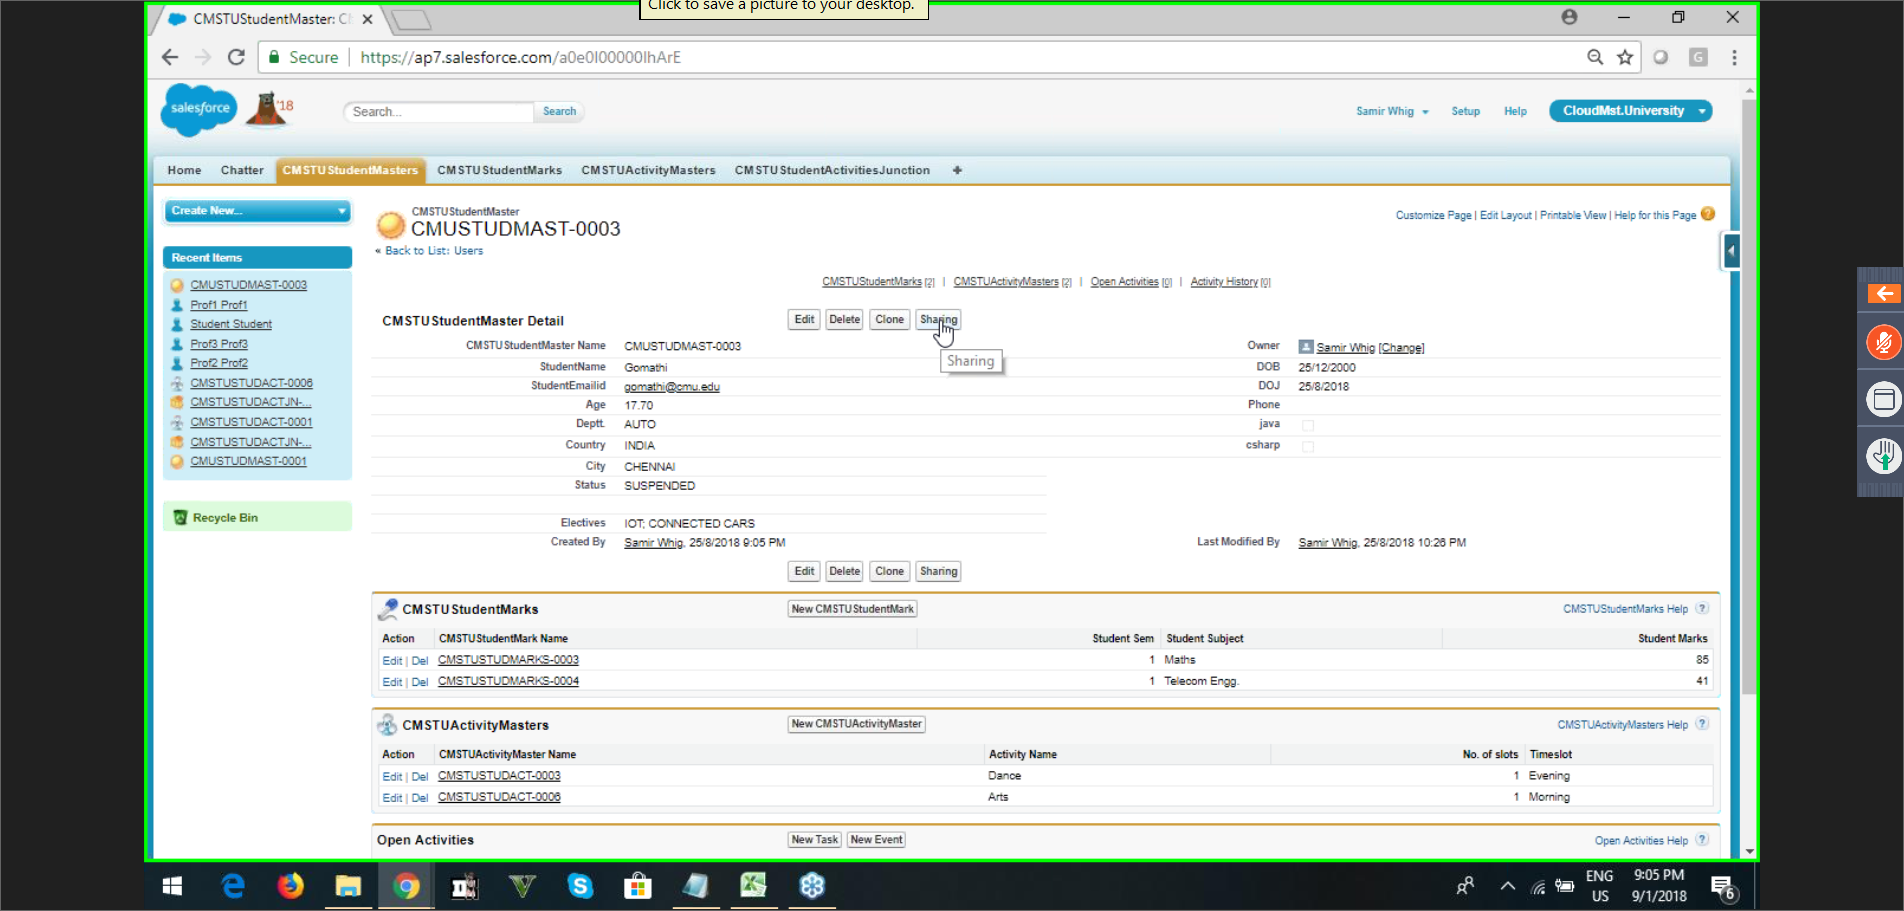 Click to save a picture to your desktop.
CMSTUStudentMaster: C
Secure https://ap7.salesforce.com/a0e0I00000IhArE
G
salesforce '18
Search... Search
Samir Whig Setup Help CloudMst.University
Home Chatter CMSTUStudentMasters CMSTUStudentMarks CMSTUActivityMasters CMSTUStudentActivitiesJunction +
Create New...
Recent Items
CMUSTUDMAST-0003
Prof1 Prof1
Student Student
Prof3 Prof3
Prof2 Prof2
CMSTUSTUDACT-0006
CMSTUSTUDACTJN-...
CMSTUSTUDACT-0001
CMSTUSTUDACTJN-...
CMUSTUDMAST-0001
Recycle Bin
CMSTUStudentMaster
CMUSTUDMAST-0003
« Back to List: Users
Customize Page | Edit Layout | Printable View | Help for this Page ?
CMSTUStudentMarks [2] | CMSTUActivityMasters [2] | Open Activities [0] | Activity History [0]
CMSTUStudentMaster Detail Edit Delete Clone Sharing
Sharing
CMSTUStudentMaster Name CMUSTUDMAST-0003 Owner Samir Whig [Change]
StudentName Gomathi DOB 25/12/2000
StudentEmailid gomathi@cmu.edu DOJ 25/8/2018
Age 17.70 Phone
Deptt. AUTO java
Country INDIA csharp
City CHENNAI
Status SUSPENDED
Electives IOT; CONNECTED CARS
Created By Samir Whig, 25/8/2018 9:05 PM Last Modified By Samir Whig, 25/8/2018 10:26 PM
Edit Delete Clone Sharing
CMSTUStudentMarks New CMSTUStudentMark CMSTUStudentMarks Help ?
Action CMSTUStudentMark Name Student Sem Student Subject Student Marks
Edit | Del CMSTUSTUDMARKS-0003 1 Maths 85
Edit | Del CMSTUSTUDMARKS-0004 1 Telecom Engg. 41
CMSTUActivityMasters New CMSTUActivityMaster CMSTUActivityMasters Help ?
Action CMSTUActivityMaster Name Activity Name No. of slots Timeslot
Edit | Del CMSTUSTUDACT-0003 Dance 1 Evening
Edit | Del CMSTUSTUDACT-0006 Arts 1 Morning
Open Activities New Task New Event Open Activities Help ?
ENG
US
9:05 PM
9/1/2018
6